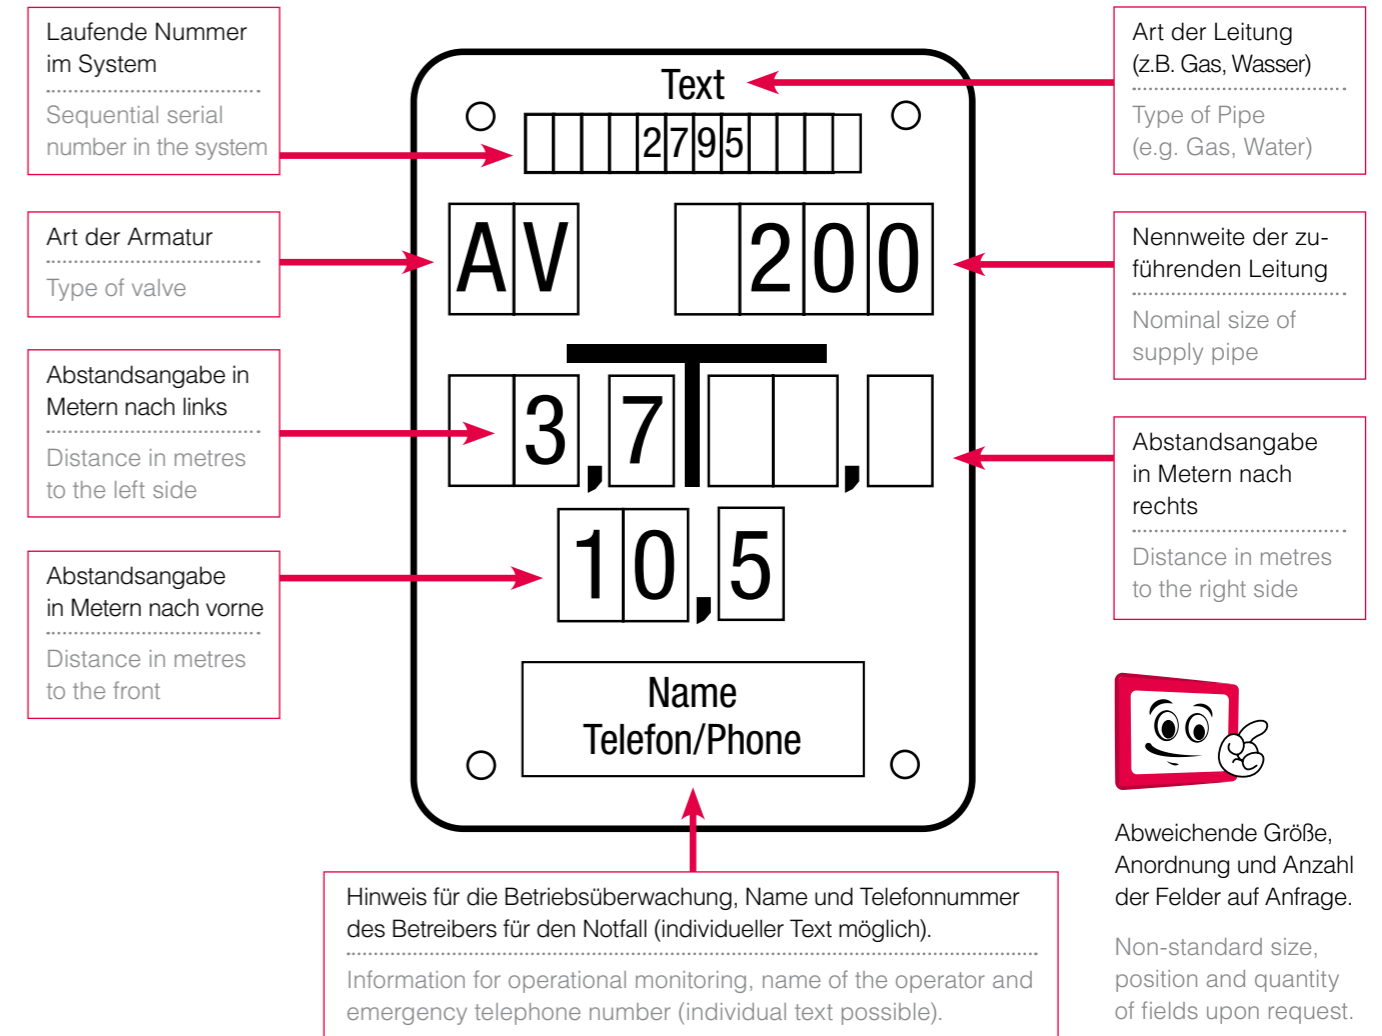 Laufende Nummer
im System
Sequential serial
number in the system
Art der Armatur
Type of valve
Abstandsangabe in
Metern nach links
Distance in metres
to the left side
Abstandsangabe
in Metern nach vorne
Distance in metres
to the front
Text
2795
AV 200
3,7 ,
10,5
Name
Telefon/Phone
Art der Leitung
(z.B. Gas, Wasser)
Type of Pipe
(e.g. Gas, Water)
Nennweite der zu-
führenden Leitung
Nominal size of
supply pipe
Abstandsangabe
in Metern nach
rechts
Distance in metres
to the right side
Hinweis für die Betriebsüberwachung, Name und Telefonnummer
des Betreibers für den Notfall (individueller Text möglich).
Information for operational monitoring, name of the operator and
emergency telephone number (individual text possible).
Abweichende Größe,
Anordnung und Anzahl
der Felder auf Anfrage.
Non-standard size,
position and quantity
of fields upon request.